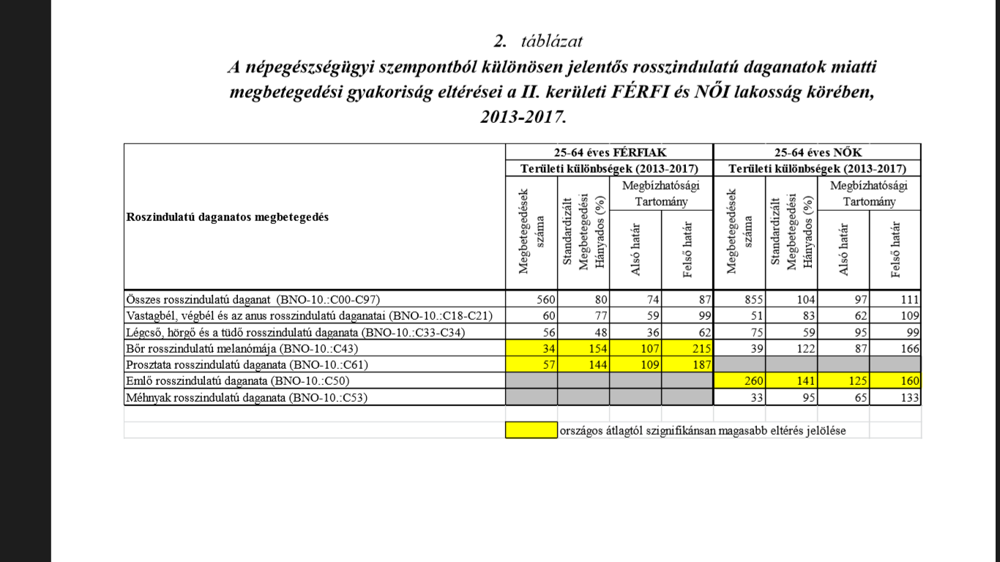 2. táblázat
A népegészségügyi szempontból különösen jelentős rosszindulatú daganatok miatti
megbetegedési gyakoriság eltérései a II. kerületi FÉRFI és NŐI lakosság körében,
2013-2017.
Roszindulatú daganatos megbetegedés
25-64 éves FÉRFIAK 25-64 éves NŐK
Területi különbségek (2013-2017) Területi különbségek (2013-2017)
Megbetegedések
száma
Standardizált
Megbetegedési
Hányados (%)
Megbízhatósági
Tartomány
Alsó határ
Felső határ
Megbetegedések
száma
Standardizált
Megbetegedési
Hányados (%)
Megbízhatósági
Tartomány
Alsó határ
Felső határ
Összes rosszindulatú daganat (BNO-10.:C00-C97) 560 80 74 87 855 104 97 111
Vastagbél, végbél és az anus rosszindulatú daganatai (BNO-10.:C18-C21) 60 77 59 99 51 83 62 109
Légcső, hörgő és a tüdő rosszindulatú daganata (BNO-10.:C33-C34) 56 48 36 62 75 59 95 99
Bőr rosszindulatú melanómája (BNO-10.:C43) 34 154 107 215 39 122 87 166
Prosztata rosszindulatú daganata (BNO-10.:C61) 57 144 109 187
Emlő rosszindulatú daganata (BNO-10.:C50) 260 141 125 160
Méhnyak rosszindulatú daganata (BNO-10.:C53) 33 95 65 133
országos átlagtól szignifikánsan magasabb eltérés jelölése